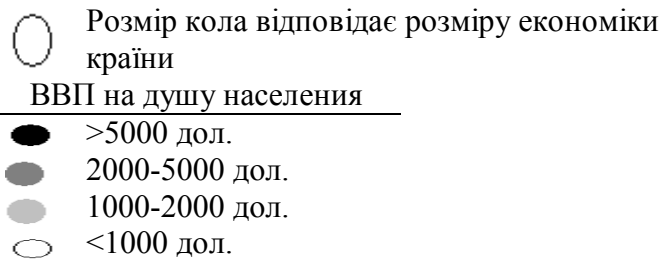 Розмір кола відповідає розміру економіки
країни
ВВП на душу населення
>5000 дол.
2000-5000 дол.
1000-2000 дол.
<1000 дол.